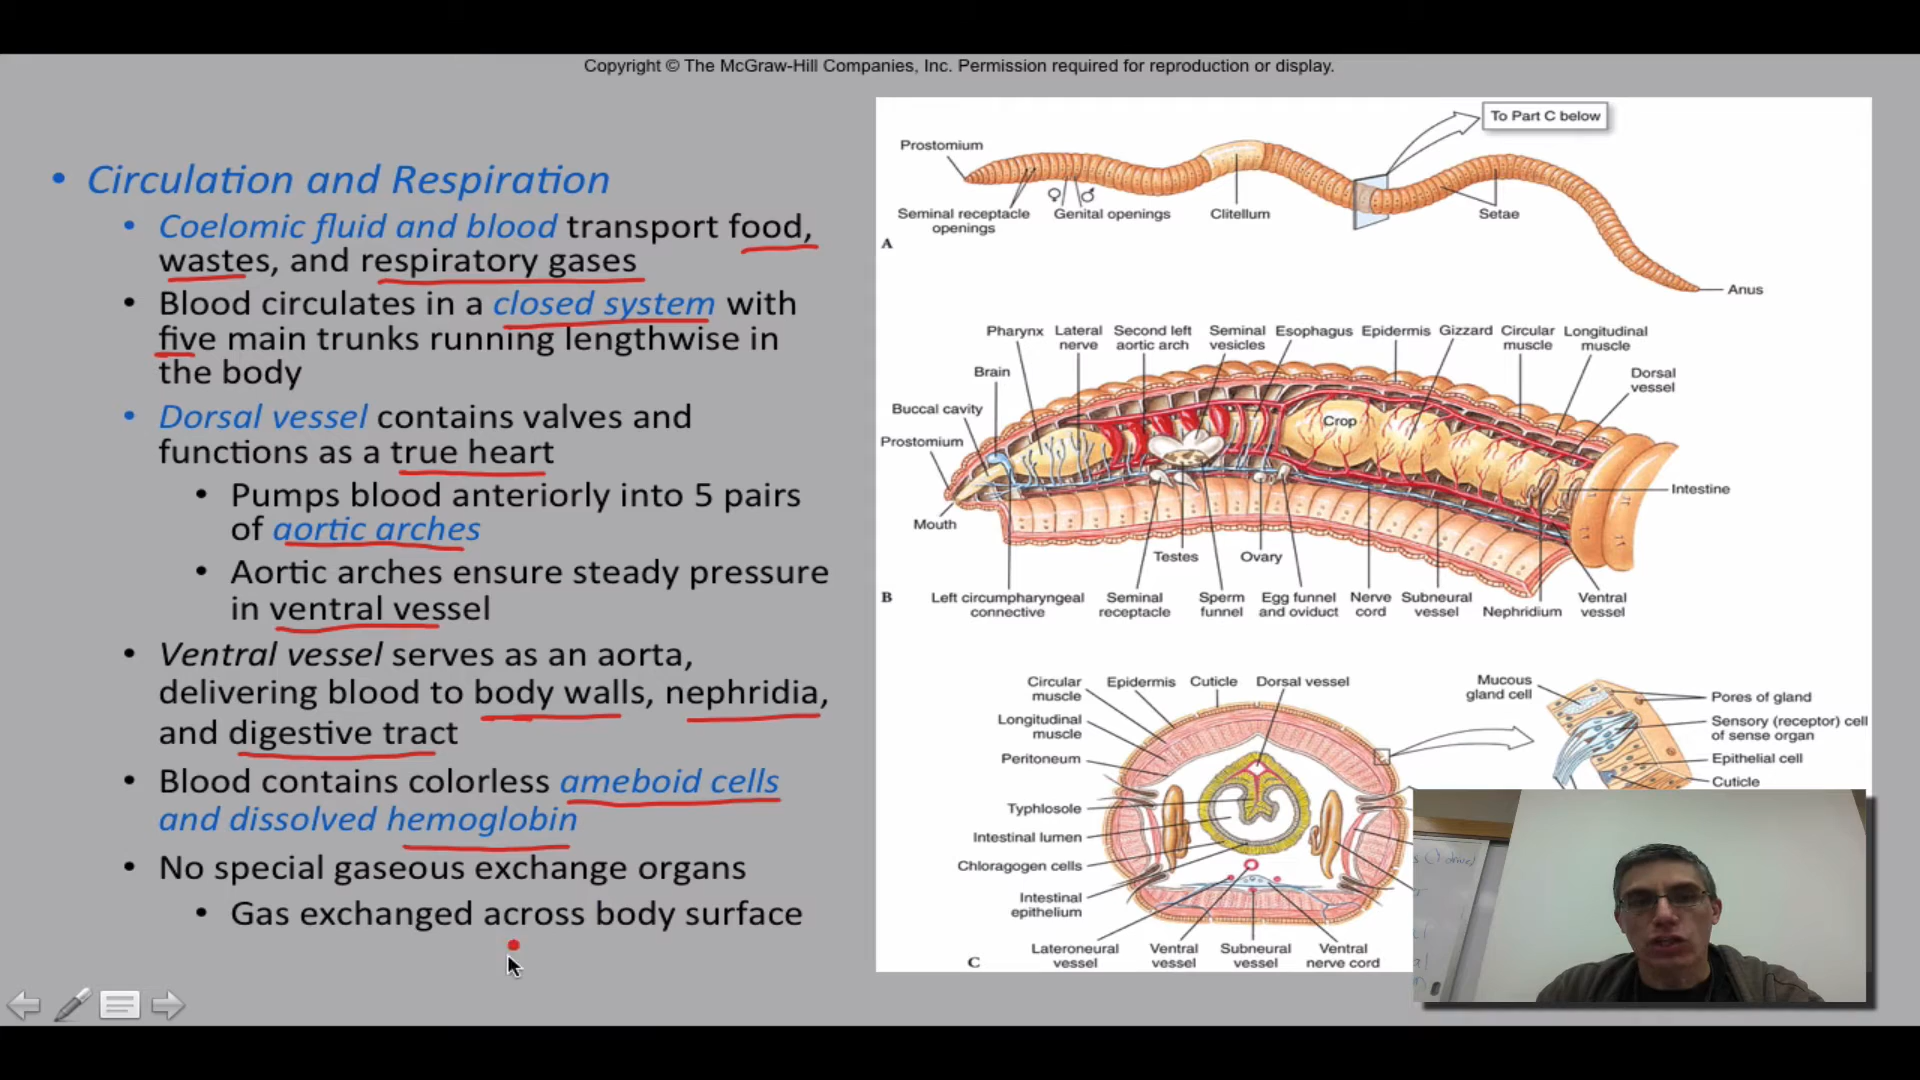 Copyright © The McGraw-Hill Companies, Inc. Permission required for reproduction or display.
• Circulation and Respiration
• Coelomic fluid and blood transport food,
wastes, and respiratory gases
• Blood circulates in a closed system with
five main trunks running lengthwise in
the body
• Dorsal vessel contains valves and
functions as a true heart
• Pumps blood anteriorly into 5 pairs
of aortic arches
• Aortic arches ensure steady pressure
in ventral vessel
• Ventral vessel serves as an aorta,
delivering blood to body walls, nephridia,
and digestive tract
• Blood contains colorless ameboid cells
and dissolved hemoglobin
• No special gaseous exchange organs
• Gas exchanged across body surface
To Part C below
Prostomium
Seminal receptacle
openings
♀ ♂
Genital openings
Clitellum
Setae
Anus
A
Pharynx
Lateral
nerve
Second left
aortic arch
Seminal
vesicles
Esophagus
Epidermis
Gizzard
Circular
muscle
Longitudinal
muscle
Dorsal
vessel
Brain
Buccal cavity
Prostomium
Crop
Mouth
Intestine
Testes
Ovary
B
Left circumpharyngeal
connective
Seminal
receptacle
Sperm
funnel
Egg funnel
and oviduct
Nerve
cord
Subneural
vessel
Nephridium
Ventral
vessel
Circular
muscle
Epidermis
Cuticle
Dorsal vessel
Longitudinal
muscle
Peritoneum
Typhlosole
Intestinal lumen
Chloragogen cells
Intestinal
epithelium
Lateroneural
vessel
Ventral
vessel
Subneural
vessel
Ventral
nerve cord
C
Mucous
gland cell
Pores of gland
Sensory (receptor) cell
of sense organ
Epithelial cell
Cuticle